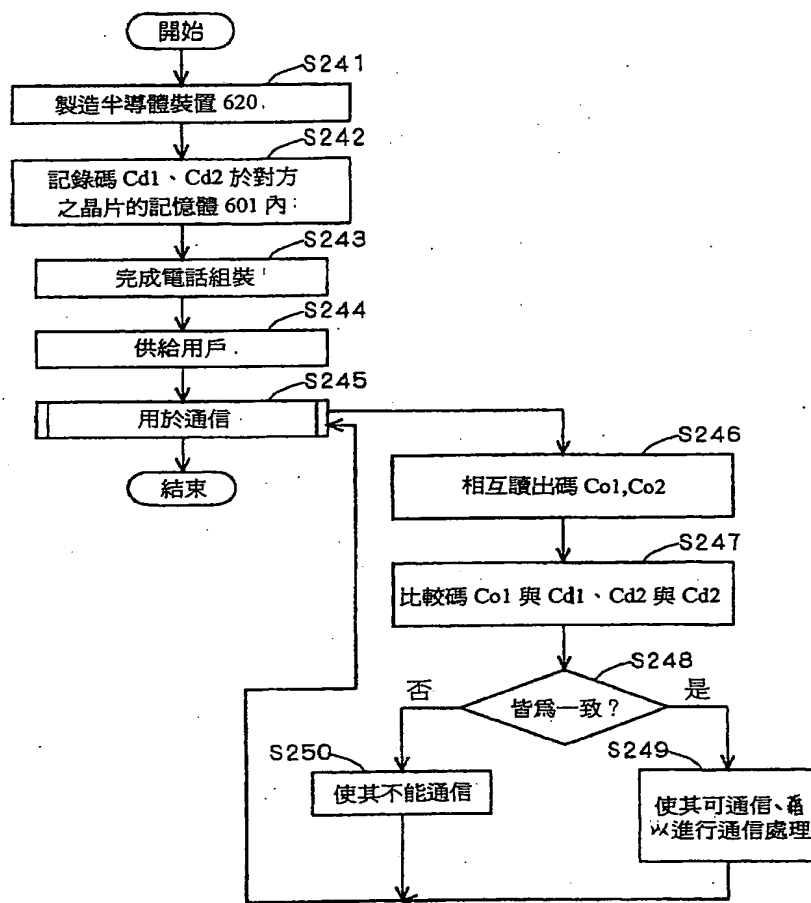 開始
S241
製造半導體裝置 620
S242
記錄碼 Cd1、Cd2 於對方
之晶片的記憶體 601 內
S243
完成電話組裝
S244
供給用戶
S245
用於通信
結束
S246
相互讀出碼 Co1,Co2
S247
比較碼 Co1 與 Cd1、Cd2 與 Cd2
S248
皆爲一致？
否
是
S250
使其不能通信
S249
使其可通信、
以進行通信處理